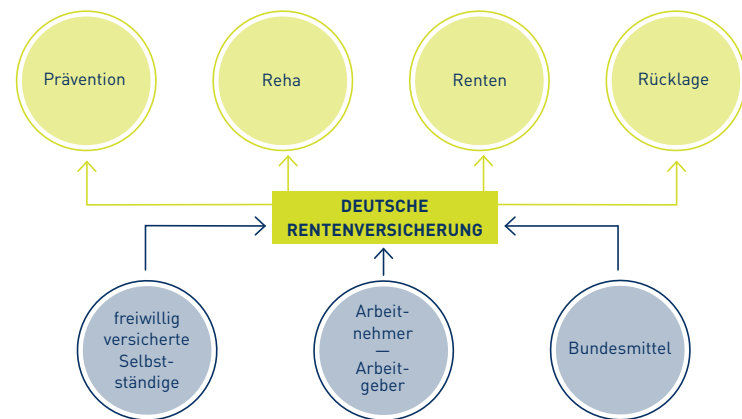 Prävention
Reha
Renten
Rücklage
DEUTSCHE
RENTENVERSICHERUNG
freiwillig
versicherte
Selbst-
ständige
Arbeit-
nehmer
—
Arbeit-
geber
Bundesmittel